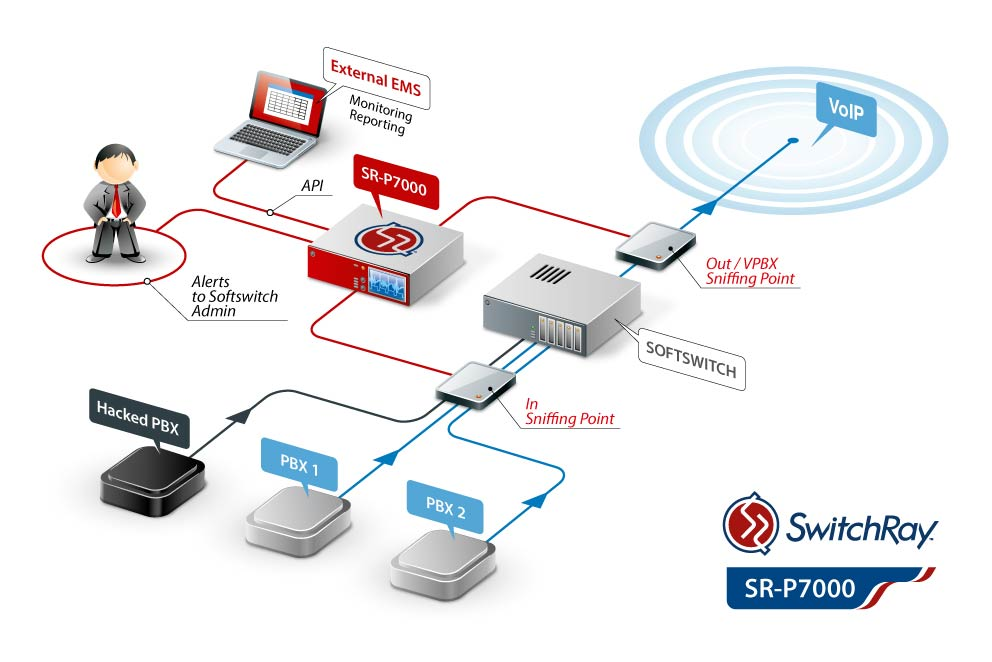 External EMS
Monitoring
Reporting
VoIP
SR-P7000
API
Out / VPBX
Sniffing Point
Alerts
to Softswitch
Admin
SOFTSWITCH
In
Sniffing Point
Hacked PBX
PBX 1
PBX 2
SwitchRay
SR-P7000